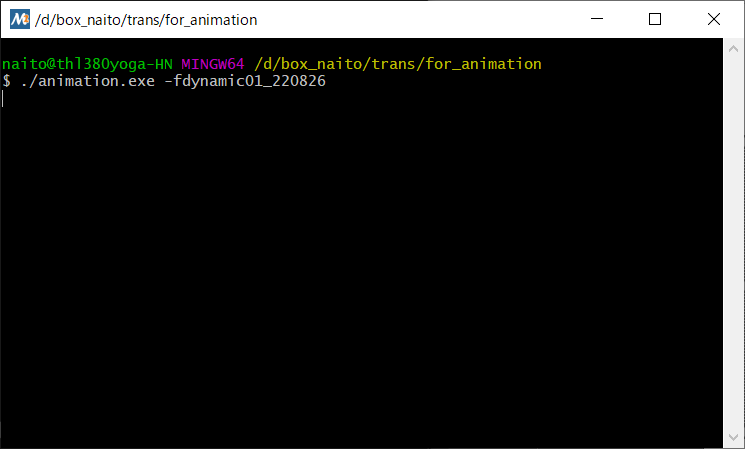 /d/box_naito/trans/for_animation
naito@thl380yoga-HN MINGW64 /d/box_naito/trans/for_animation
$ ./animation.exe -fdynamic01_220826